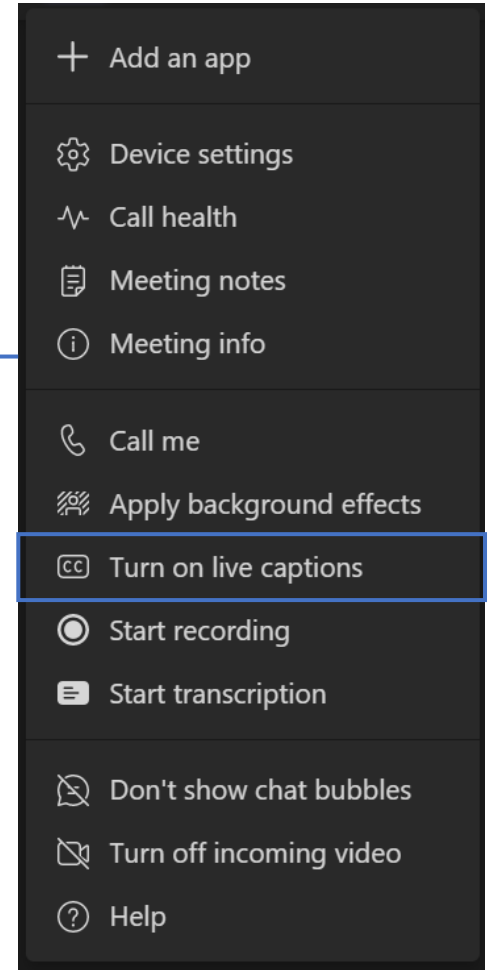 Add an app
Device settings
Call health
Meeting notes
Meeting info
Call me
Apply background effects
CC Turn on live captions
Start recording
Start transcription
Don't show chat bubbles
Turn off incoming video
Help